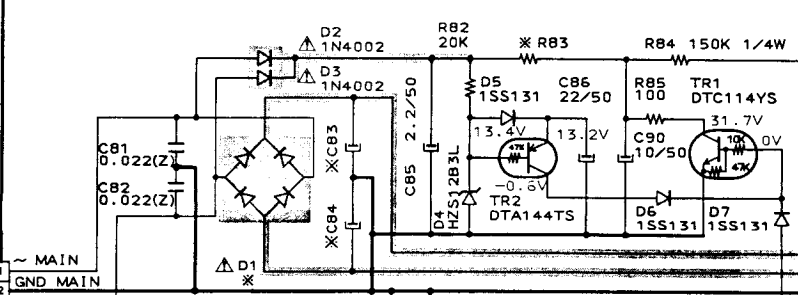 D2
1N4002
D3
1N4002
R82
20K
※ R83
R84 150K 1/4W
D5
1SS131
C86
22/50
R85
100
TR1
DTC114YS
31.7V
0V
10K
47K
13.4V
13.2V
C90
10/50
2.2/50
C85
47K
-0.6V
C81
0.022(Z)
C82
0.022(Z)
※C83
※C84
D4
HZS12B3L
TR2
DTA144TS
D6
1SS131
D7
1SS131
D1
※
~ MAIN
GND MAIN
1
2